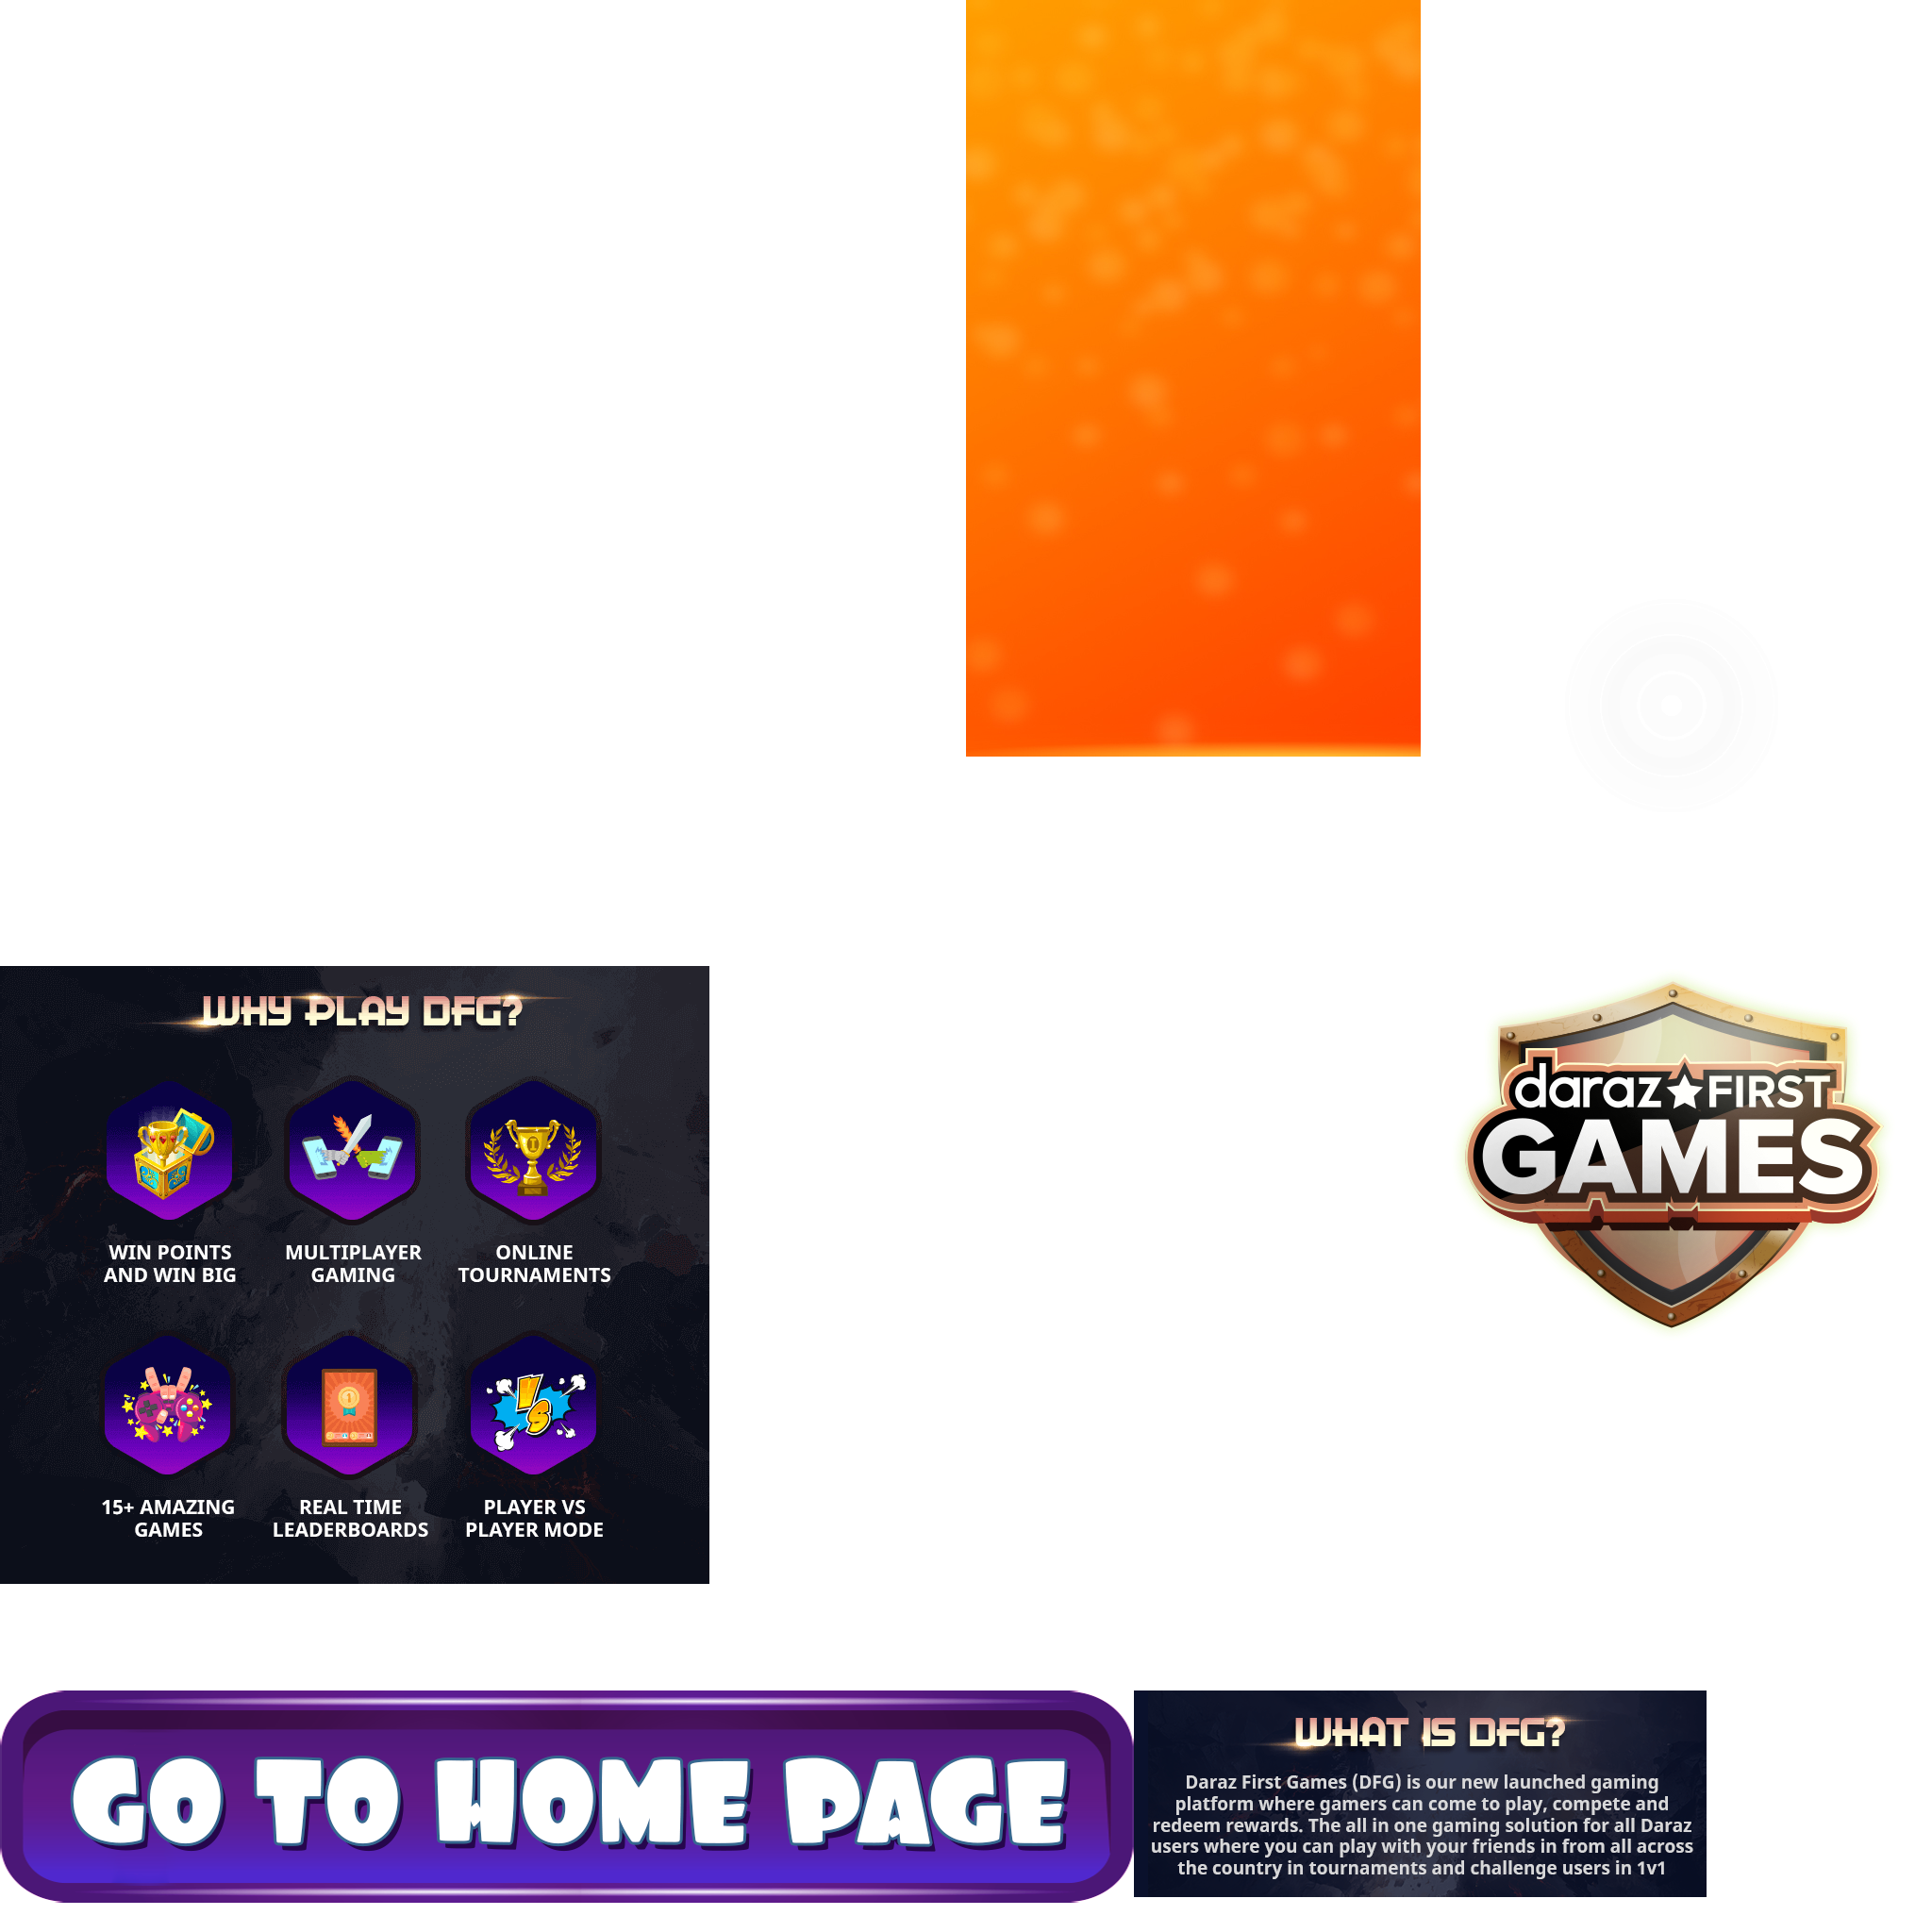 WHY PLAY DFG?
WIN POINTS
AND WIN BIG
MULTIPLAYER
GAMING
ONLINE
TOURNAMENTS
15+ AMAZING
GAMES
REAL TIME
LEADERBOARDS
PLAYER VS
PLAYER MODE
daraz FIRST
GAMES
GO TO HOME PAGE
WHAT IS DFG?
Daraz First Games (DFG) is our new launched gaming
platform where gamers can come to play, compete and
redeem rewards. The all in one gaming solution for all Daraz
users where you can play with your friends in from all across
the country in tournaments and challenge users in 1v1